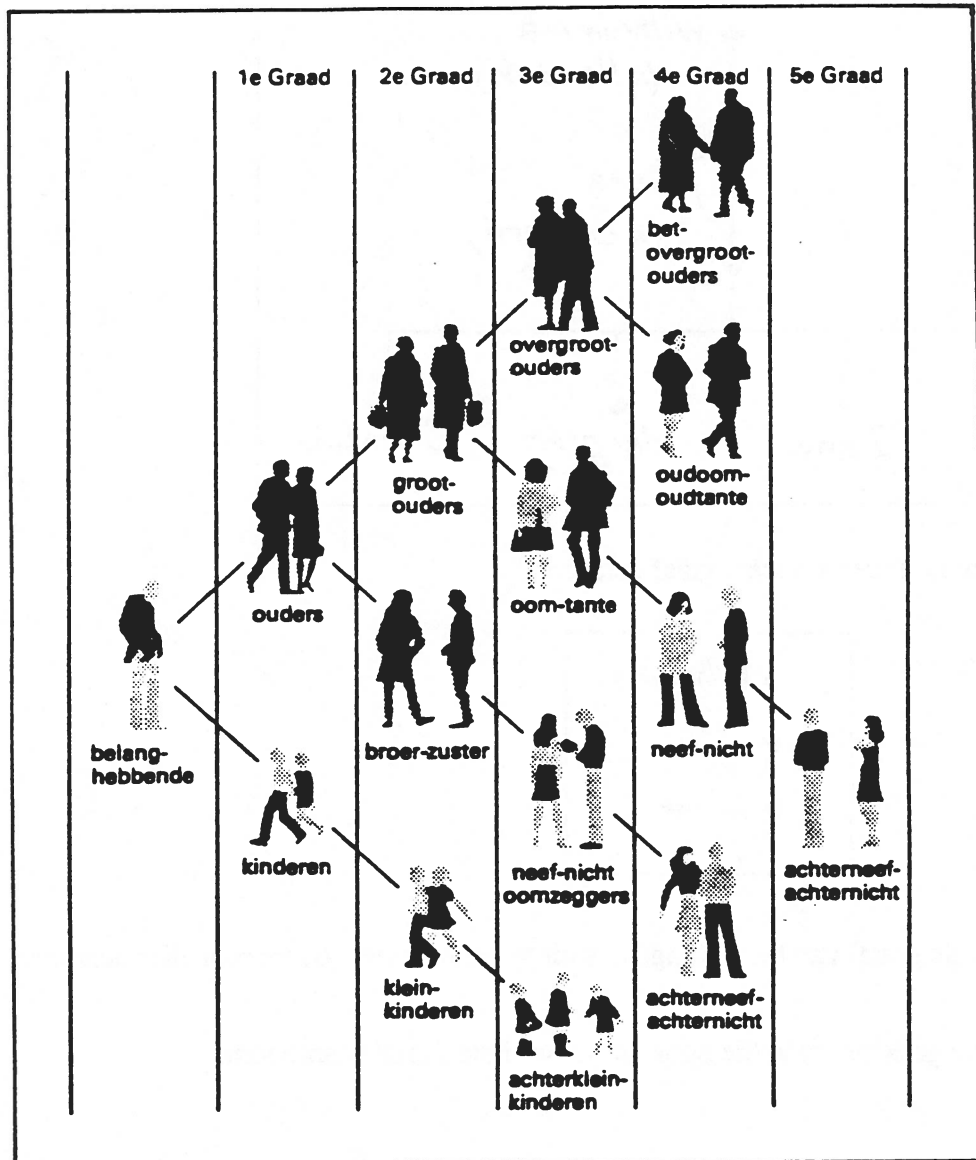 1e Graad
2e Graad
3e Graad
4e Graad
5e Graad
bet-
overgroot-
ouders
overgroot-
ouders
oudoom-
oudtante
groot-
ouders
oom-tante
ouders
neef-nicht
broer-zuster
belang-
hebbende
achterneef-
achternicht
neef-nicht
oomzeggers
kinderen
achterneef-
achternicht
klein-
kinderen
achterklein-
kinderen